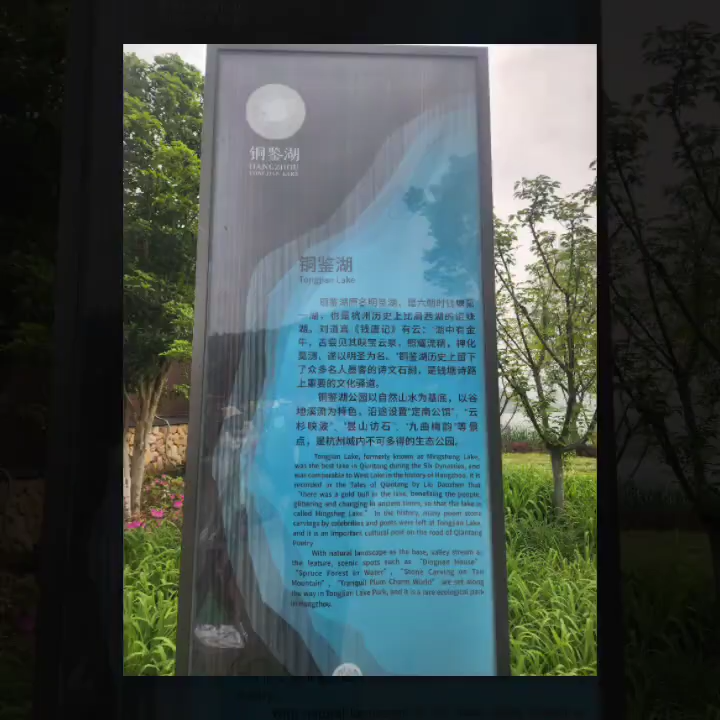 铜鉴湖
HANGZHOU
TONGJIAN LAKE
铜鉴湖
Tongjian Lake
铜鉴湖原名明圣湖，是六朝时钱塘第
一湖，也是杭州历史上比肩西湖的近郊
湖。刘道真《钱唐记》有云："湖中有金
牛，古尝见其映宝云泉，照耀流精，神化
莫测，遂以明圣为名。"铜鉴湖历史上留下
了众多名人墨客的诗文石刻，是钱塘诗路
上重要的文化驿道。
铜鉴湖公园以自然山水为基底，以谷
地溪流为特色，沿途设置"定南公馆"、"云
杉映波"、"昙山访石"、"九曲梅韵"等景
点，是杭州城内不可多得的生态公园。
Tongjian Lake, formerly known as Mingsheng Lake,
was the best lake in Qiantang during the Six Dynasties, and
was comparable to West Lake in the history of Hangzhou. It is
recorded in the Tales of Qiantang by Liu Daozhen that
"There was a gold bull in the lake, benefiting the people,
glittering and changing in ancient times, so that the lake is
called Mingsheg Lake." In the history, many poem stone
carvings by celebrities and poets were left at Tongjian Lake,
and it is an important cultural post on the road of Qiantang
Poetry
With natural landscape as the base, valley stream as
the feature, scenic spots such as "Dingnan House",
"Spruce Forest in Water", "Stone Carving on Tan
Mountain", "Tranquil Plum Charm World" are set along
the way in Tongjian Lake Park, and it is a rare ecological park
in Hangzhou.